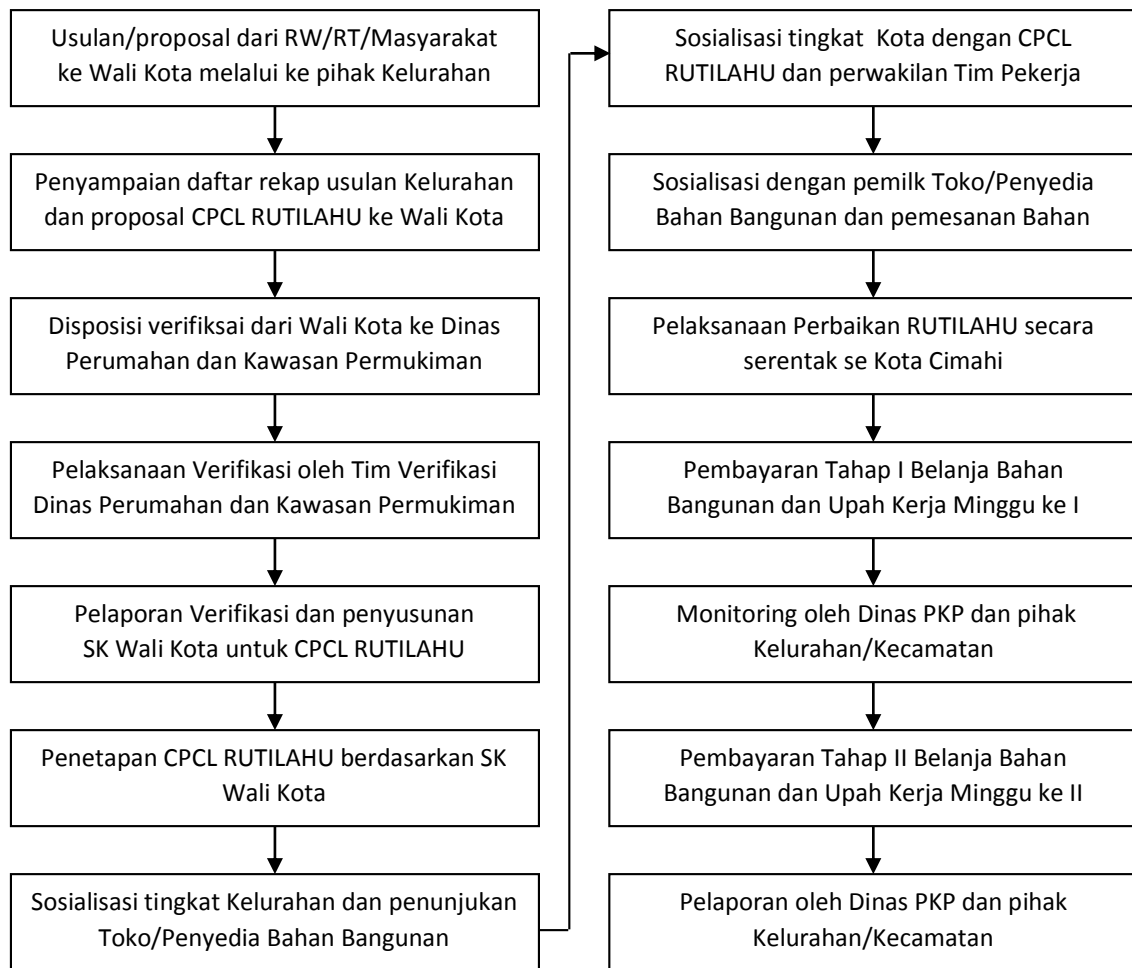 Usulan/proposal dari RW/RT/Masyarakat
ke Wali Kota melalui ke pihak Kelurahan
Penyampaian daftar rekap usulan Kelurahan
dan proposal CPCL RUTILAHU ke Wali Kota
Disposisi verifiksai dari Wali Kota ke Dinas
Perumahan dan Kawasan Permukiman
Pelaksanaan Verifikasi oleh Tim Verifikasi
Dinas Perumahan dan Kawasan Permukiman
Pelaporan Verifikasi dan penyusunan
SK Wali Kota untuk CPCL RUTILAHU
Penetapan CPCL RUTILAHU berdasarkan SK
Wali Kota
Sosialisasi tingkat Kelurahan dan penunjukan
Toko/Penyedia Bahan Bangunan
Sosialisasi tingkat  Kota dengan CPCL
RUTILAHU dan perwakilan Tim Pekerja
Sosialisasi dengan pemilk Toko/Penyedia
Bahan Bangunan dan pemesanan Bahan
Pelaksanaan Perbaikan RUTILAHU secara
serentak se Kota Cimahi
Pembayaran Tahap I Belanja Bahan
Bangunan dan Upah Kerja Minggu ke I
Monitoring oleh Dinas PKP dan pihak
Kelurahan/Kecamatan
Pembayaran Tahap II Belanja Bahan
Bangunan dan Upah Kerja Minggu ke II
Pelaporan oleh Dinas PKP dan pihak
Kelurahan/Kecamatan